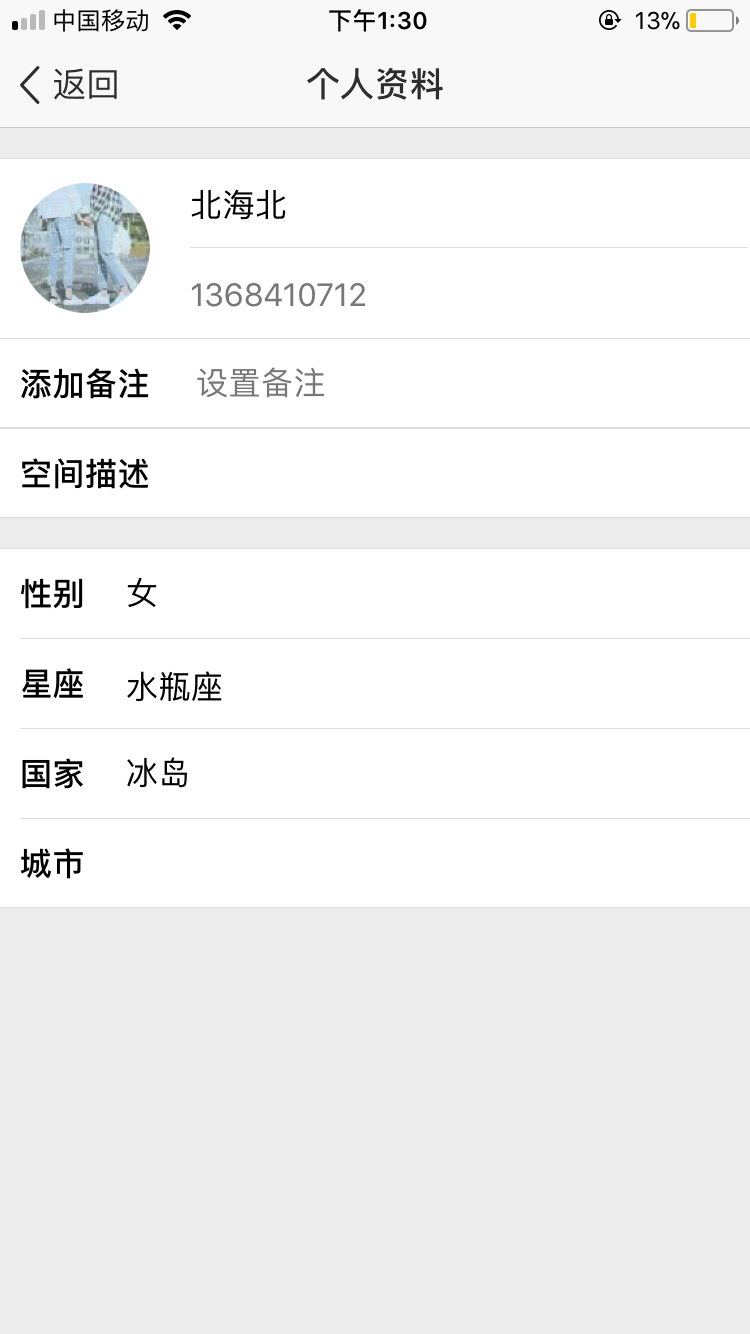 中国移动 下午1:30 13%
返回 个人资料
北海北
1368410712
添加备注 设置备注
空间描述
性别 女
星座 水瓶座
国家 冰岛
城市